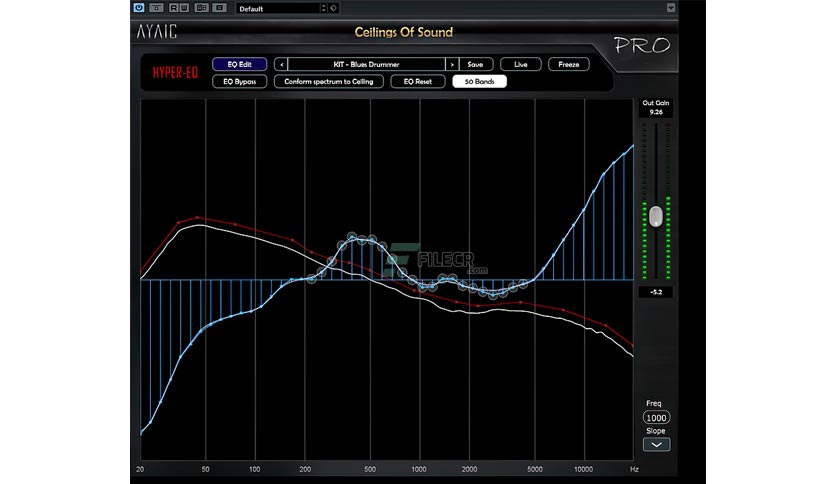 Default
AYAIC
Ceilings Of Sound
PRO
HYPER-EQ
EQ Edit
‹ KIT - Blues Drummer ›
Save
Live
Freeze
EQ Bypass
Conform spectrum to Ceiling
EQ Reset
50 Bands
Out Gain
9.26
FILECR
.com
-5.2
Freq
1000
Slope
20 50 100 200 500 1000 2000 5000 10000 Hz